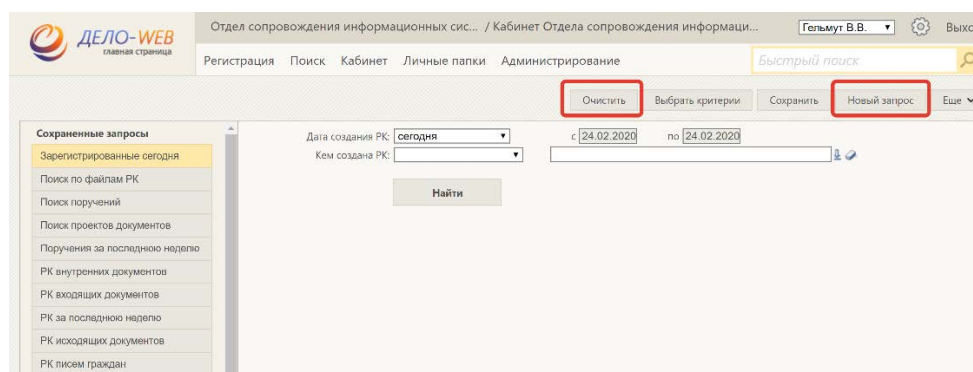 ДЕЛО-WEB
главная страница
Отдел сопровождения информационных сис... / Кабинет Отдела сопровождения информаци...
Гельмут В.В.
Выхо
Регистрация Поиск Кабинет Личные папки Администрирование
Быстрый поиск
Очистить Выбрать критерии Сохранить Новый запрос Еще
Сохраненные запросы
Зарегистрированные сегодня
Поиск по файлам РК
Поиск поручений
Поиск проектов документов
Поручения за последнюю неделю
РК внутренних документов
РК входящих документов
РК за последнюю неделю
РК исходящих документов
РК писем граждан
Дата создания РК: сегодня с 24.02.2020 по 24.02.2020
Кем создана РК:
Найти